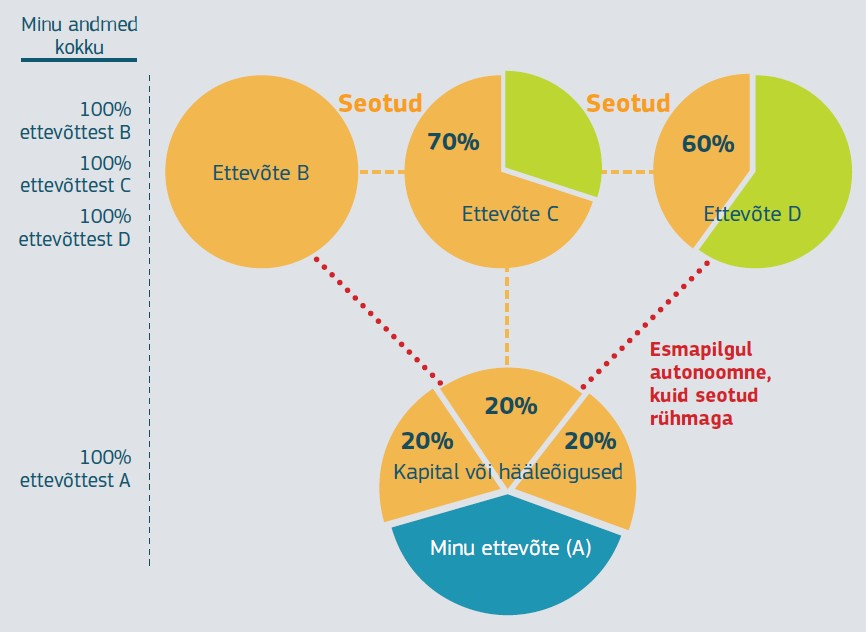 Minu andmed
kokku
100%
ettevõttest B
100%
ettevõttest C
100%
ettevõttest D
100%
ettevõttest A
Seotud
Seotud
Ettevõte B
70%
Ettevõte C
60%
Ettevõte D
Esmapilgul
autonoomne,
kuid seotud
rühmaga
20%
20%
20%
Kapital või hääleõigused
Minu ettevõte (A)